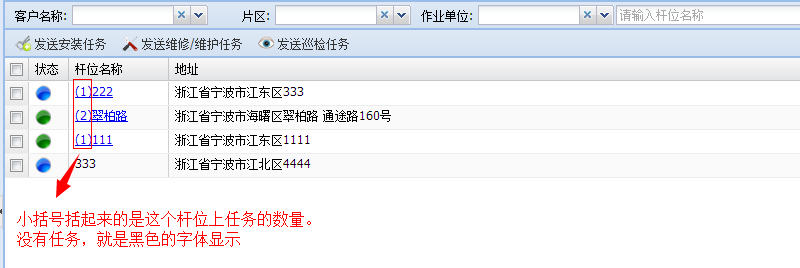 客户名称: 片区: 作业单位: 请输入杆位名称
发送安装任务 发送维修/维护任务 发送巡检任务
状态 杆位名称 地址
(1)222 浙江省宁波市江东区333
(2)翠柏路 浙江省宁波市海曙区翠柏路 通途路160号
(1)111 浙江省宁波市江东区1111
333 浙江省宁波市江北区4444
小括号括起来的是这个杆位上任务的数量。
没有任务，就是黑色的字体显示